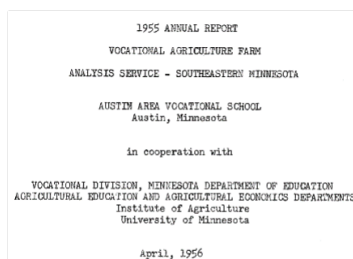 1955 ANNUAL REPORT
VOCATIONAL AGRICULTURE FARM
ANALYSIS SERVICE - SOUTHEASTERN MINNESOTA
AUSTIN AREA VOCATIONAL SCHOOL
Austin, Minnesota
in cooperation with
VOCATIONAL DIVISION, MINNESOTA DEPARTMENT OF EDUCATION
AGRICULTURAL EDUCATION AND AGRICULTURAL ECONOMICS DEPARTMENTS
Institute of Agriculture
University of Minnesota
April, 1956